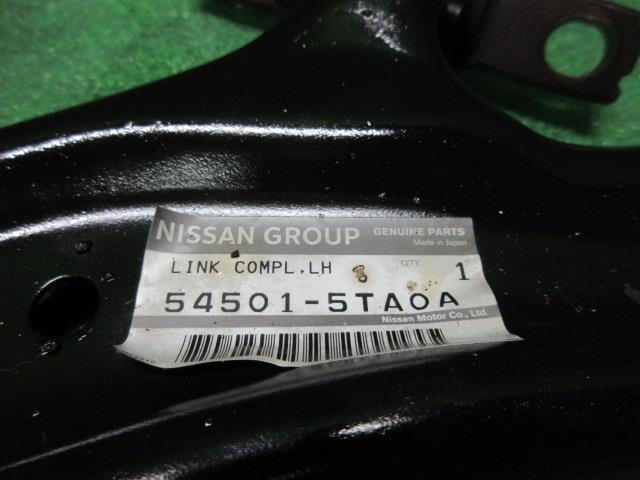 NISSAN GROUP GENUINE PARTS
Made in Japan
LINK COMPL.LH QTY 1
54501-5TA0A
Nissan Motor Co., Ltd.